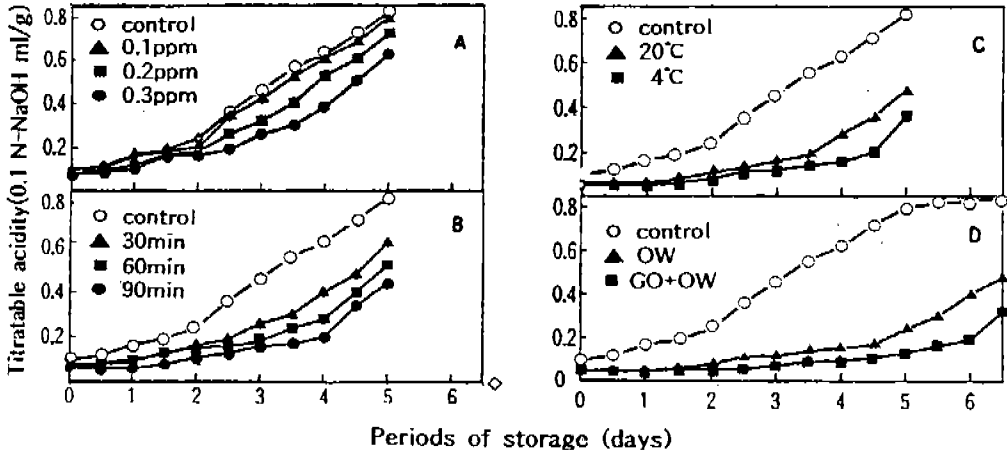 Titratable acidity(0.1 N-NaOH ml/g)
0.8
0.6
0.4
0.2
control
0.1ppm
0.2ppm
0.3ppm
A
0.8
0.6
0.4
0.2
0
control
30min
60min
90min
B
0 1 2 3 4 5 6
0.8
0.6
0.4
0.2
control
20°C
4°C
C
0.8
0.6
0.4
0.2
0
control
OW
GO+OW
D
0 1 2 3 4 5 6
Periods of storage (days)